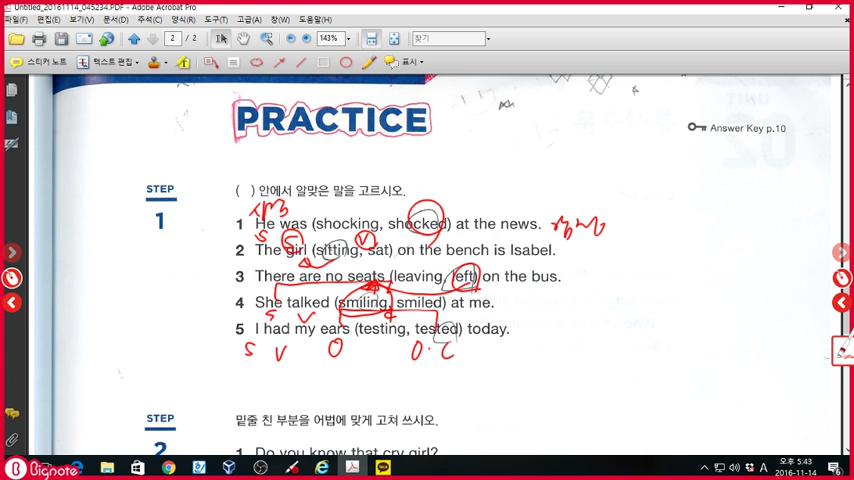 Untitled_20161114_045234.PDF - Adobe Acrobat Pro
파일(F) 편집(E) 보기(V) 문서(D) 주석(C) 양식(R) 도구(T) 고급(A) 창(W) 도움말(H)
2 / 2 143% 찾기
스티커 노트 텍스트 편집 표시
PRACTICE
Answer Key p.10
STEP
1
( ) 안에서 알맞은 말을 고르시오.
1 He was (shocking, shocked) at the news.
S
2 The girl (sitting, sat) on the bench is Isabel.
S V
3 There are no seats (leaving, left) on the bus.
4 She talked (smiling, smiled) at me.
S V
5 I had my ears (testing, tested) today.
S V O O·C
STEP
2
밑줄 친 부분을 어법에 맞게 고쳐 쓰시오.
1 Do you know that cry girl?
Bignote
A 오후 5:43
2016-11-14